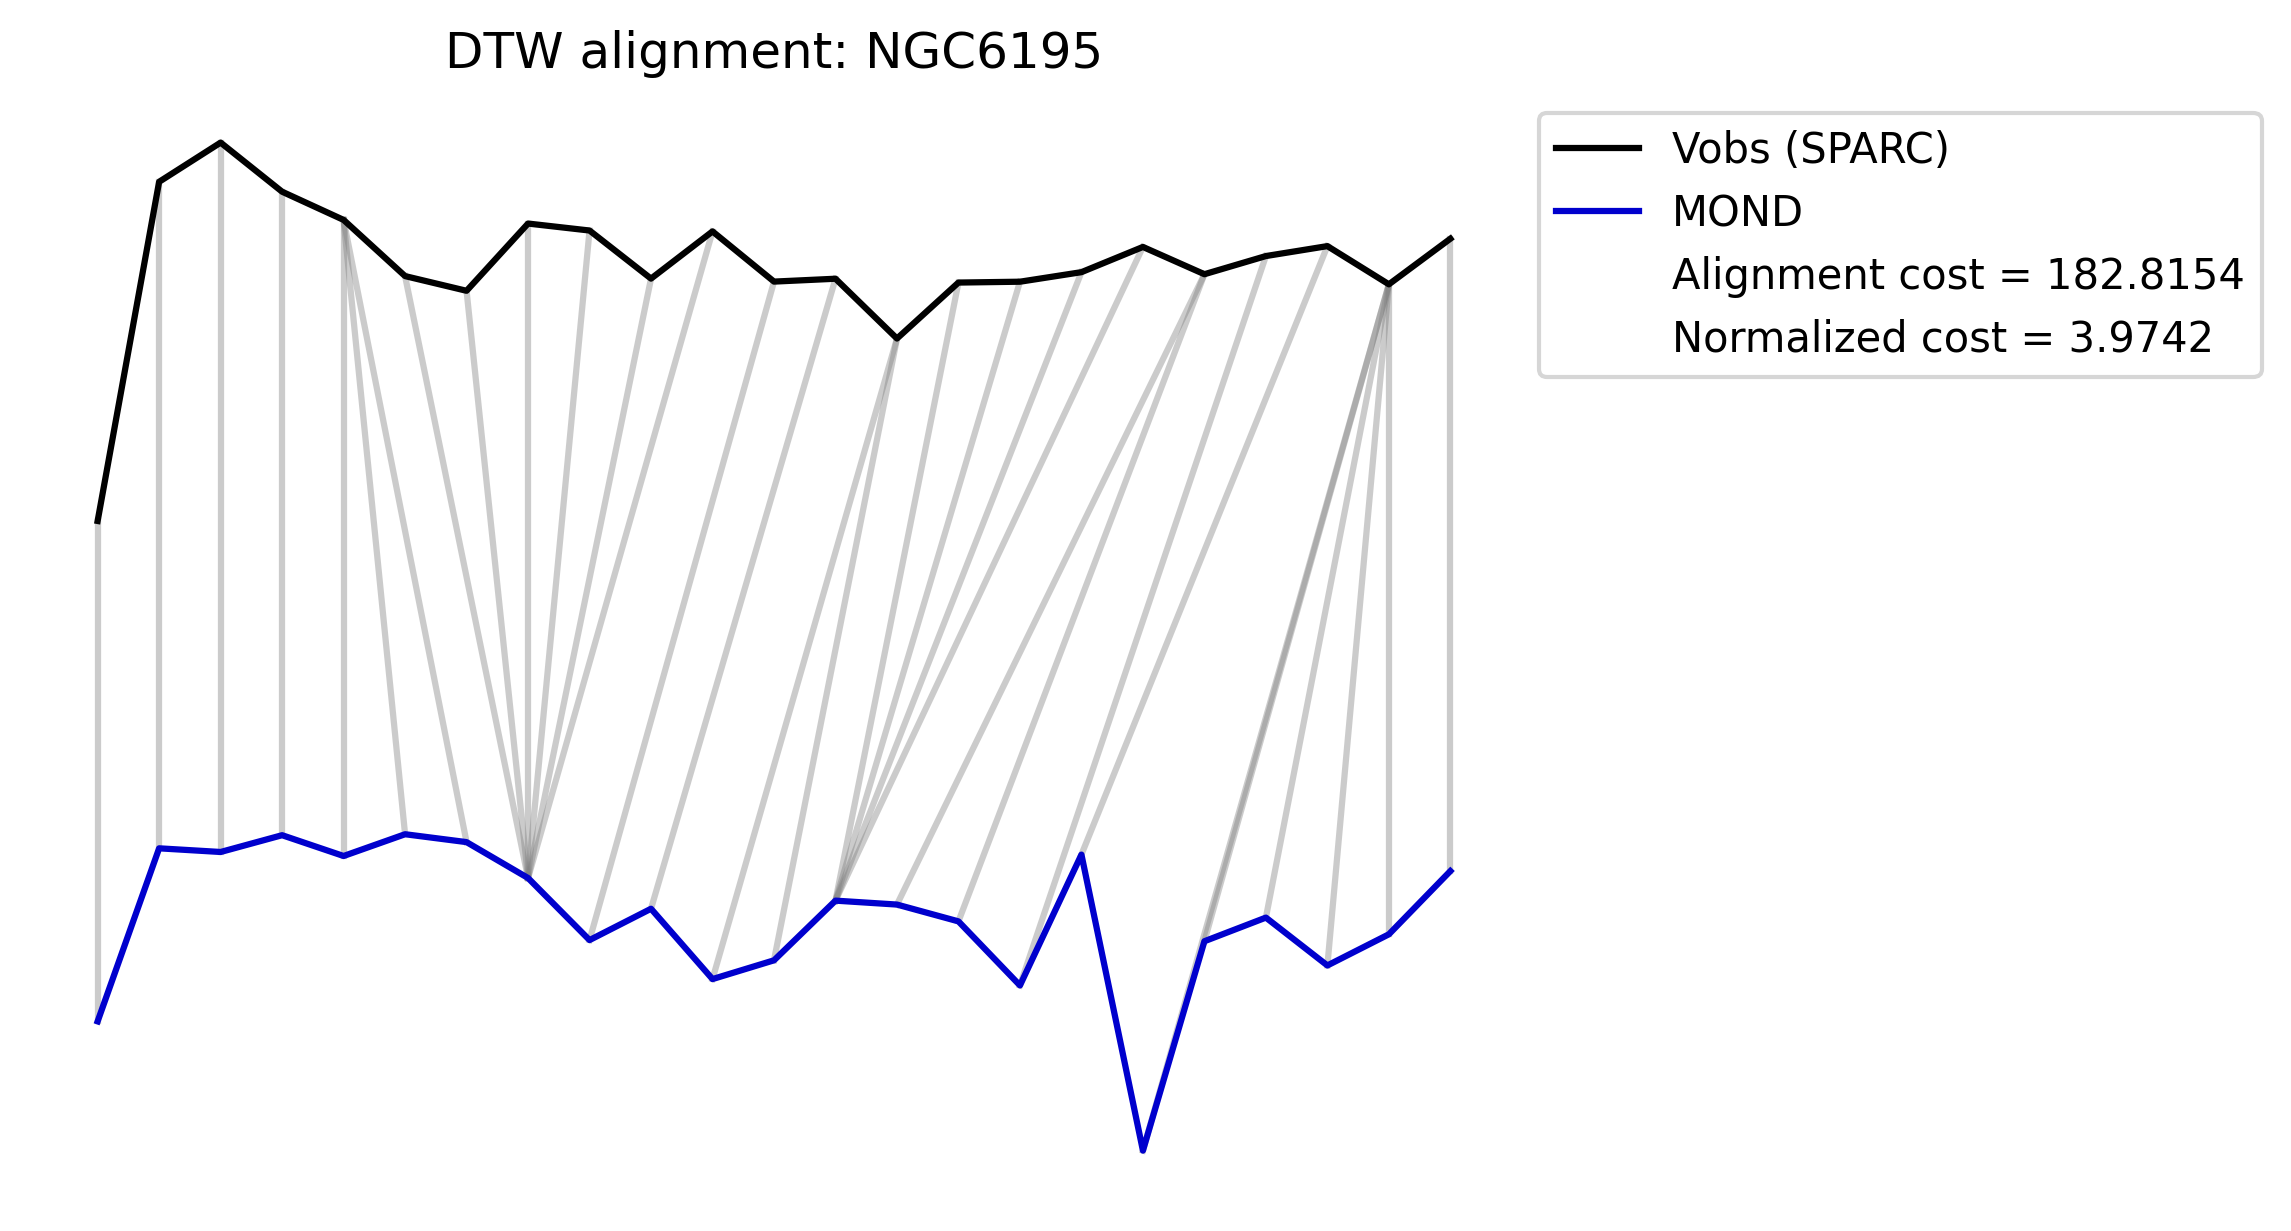 DTW alignment: NGC6195
Vobs (SPARC)
MOND
Alignment cost = 182.8154
Normalized cost = 3.9742